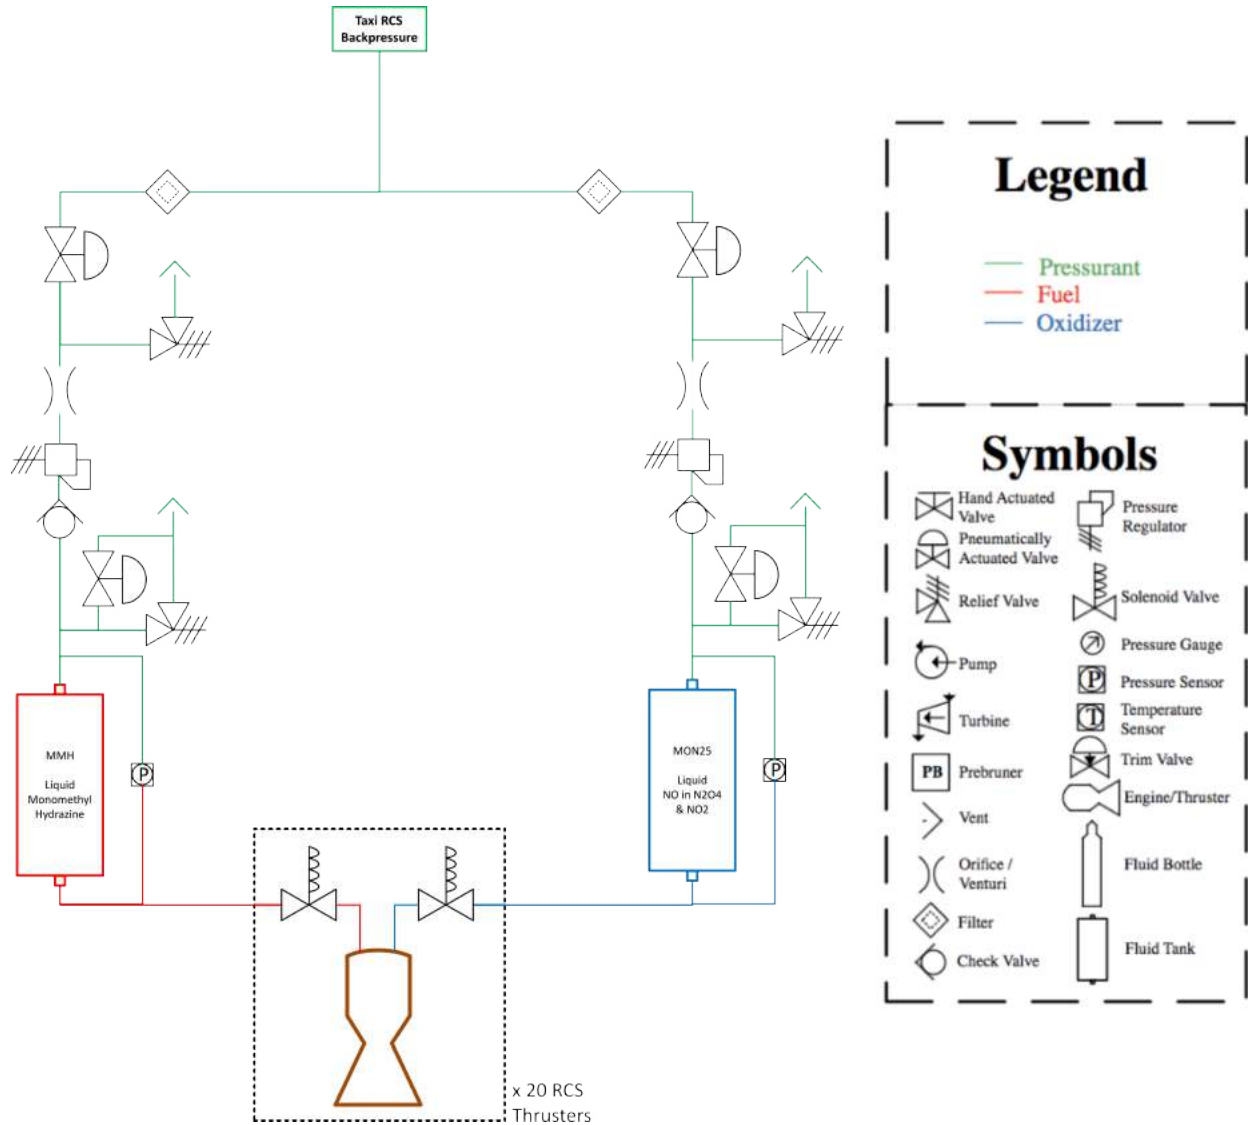 Taxi RCS
Backpressure
MMH
Liquid
Monomethyl
Hydrazine
P
MON25
Liquid
NO in N2O4
& NO2
P
x 20 RCS
Thrusters
Legend
Pressurant
Fuel
Oxidizer
Symbols
Hand Actuated
Valve
Pneumatically
Actuated Valve
Relief Valve
Pump
Turbine
PB
Prebruner
Vent
Orifice /
Venturi
Filter
Check Valve
Pressure
Regulator
Solenoid Valve
Pressure Gauge
P
Pressure Sensor
T
Temperature
Sensor
Trim Valve
Engine/Thruster
Fluid Bottle
Fluid Tank